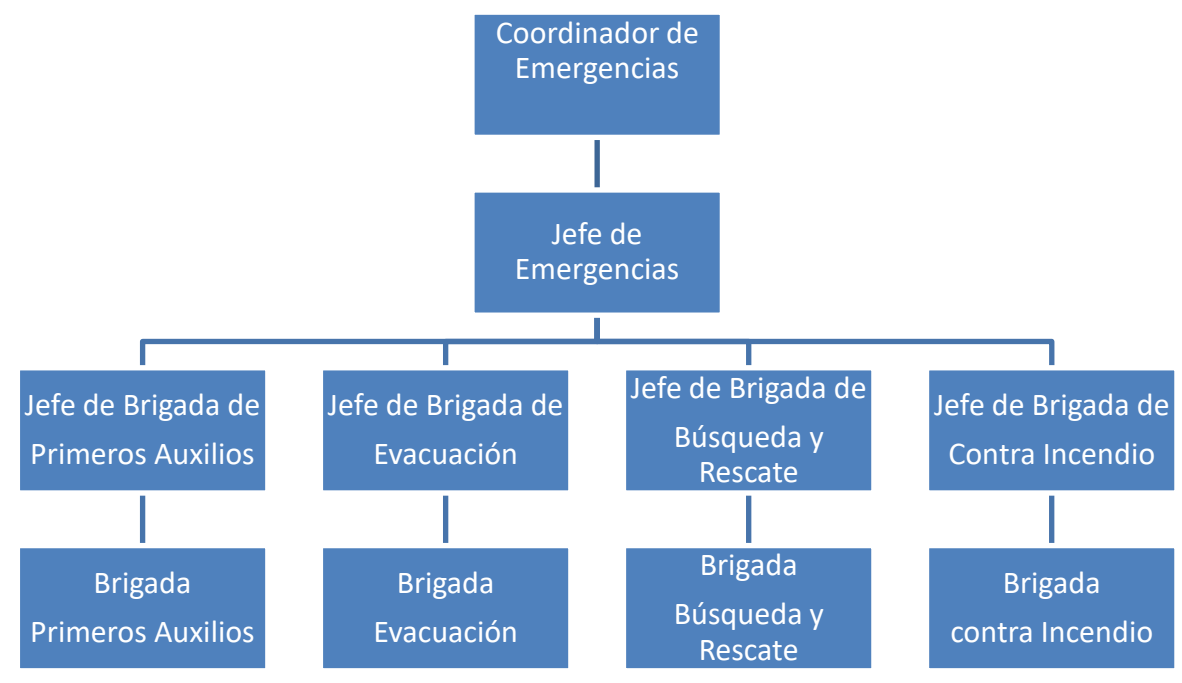 Coordinador de
Emergencias
Jefe de
Emergencias
Jefe de Brigada de
Primeros Auxilios
Jefe de Brigada de
Evacuación
Jefe de Brigada de
Búsqueda y
Rescate
Jefe de Brigada de
Contra Incendio
Brigada
Primeros Auxilios
Brigada
Evacuación
Brigada
Búsqueda y
Rescate
Brigada
contra Incendio